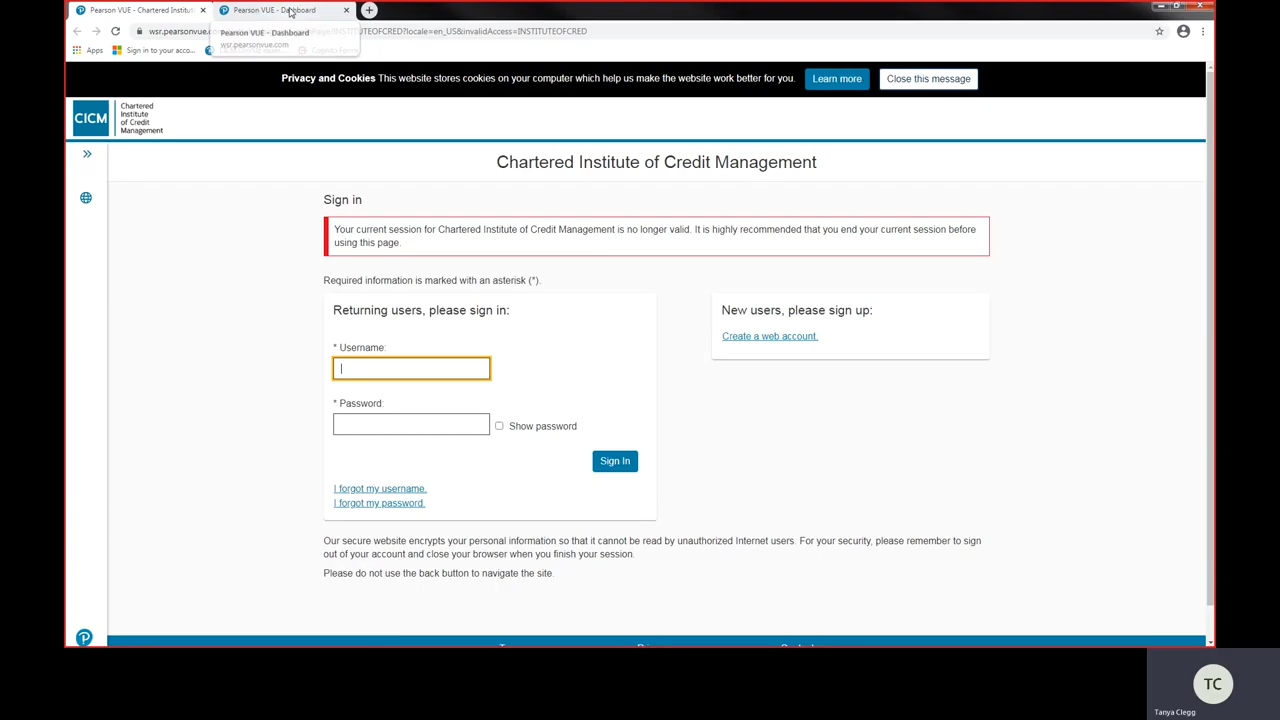 Pearson VUE - Chartered Institut
Pearson VUE - Dashboard
wsr.pearsonvue.co
INSTITUTEOFCRED?locale=en_US&invalidAccess=INSTITUTEOFCRED
Pearson VUE - Dashboard
wsr.pearsonvue.com
Apps
Sign in to your acco...
Privacy and Cookies This website stores cookies on your computer which help us make the website work better for you.
Learn more
Close this message
CICM
Chartered
Institute
of Credit
Management
Chartered Institute of Credit Management
Sign in
Your current session for Chartered Institute of Credit Management is no longer valid. It is highly recommended that you end your current session before
using this page.
Required information is marked with an asterisk (*).
Returning users, please sign in:
New users, please sign up:
Create a web account.
* Username:
* Password:
Show password
Sign In
I forgot my username.
I forgot my password.
Our secure website encrypts your personal information so that it cannot be read by unauthorized Internet users. For your security, please remember to sign
out of your account and close your browser when you finish your session.
Please do not use the back button to navigate the site.
TC
Tanya Clegg